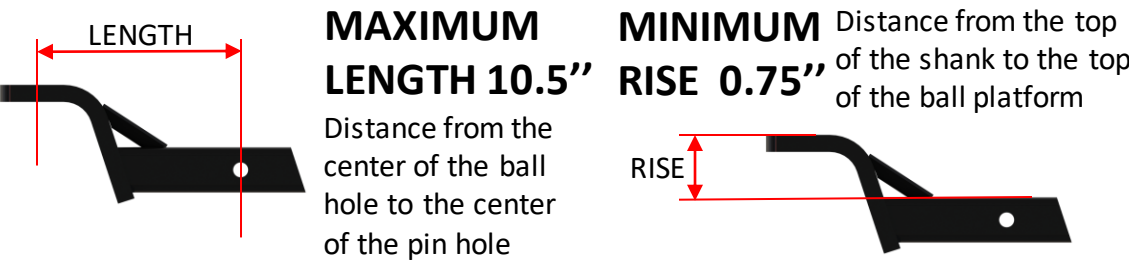 LENGTH
MAXIMUM
LENGTH 10.5’’
Distance from the
center of the ball
hole to the center
of the pin hole
MINIMUM
RISE 0.75’’
Distance from the top
of the shank to the top
of the ball platform
RISE